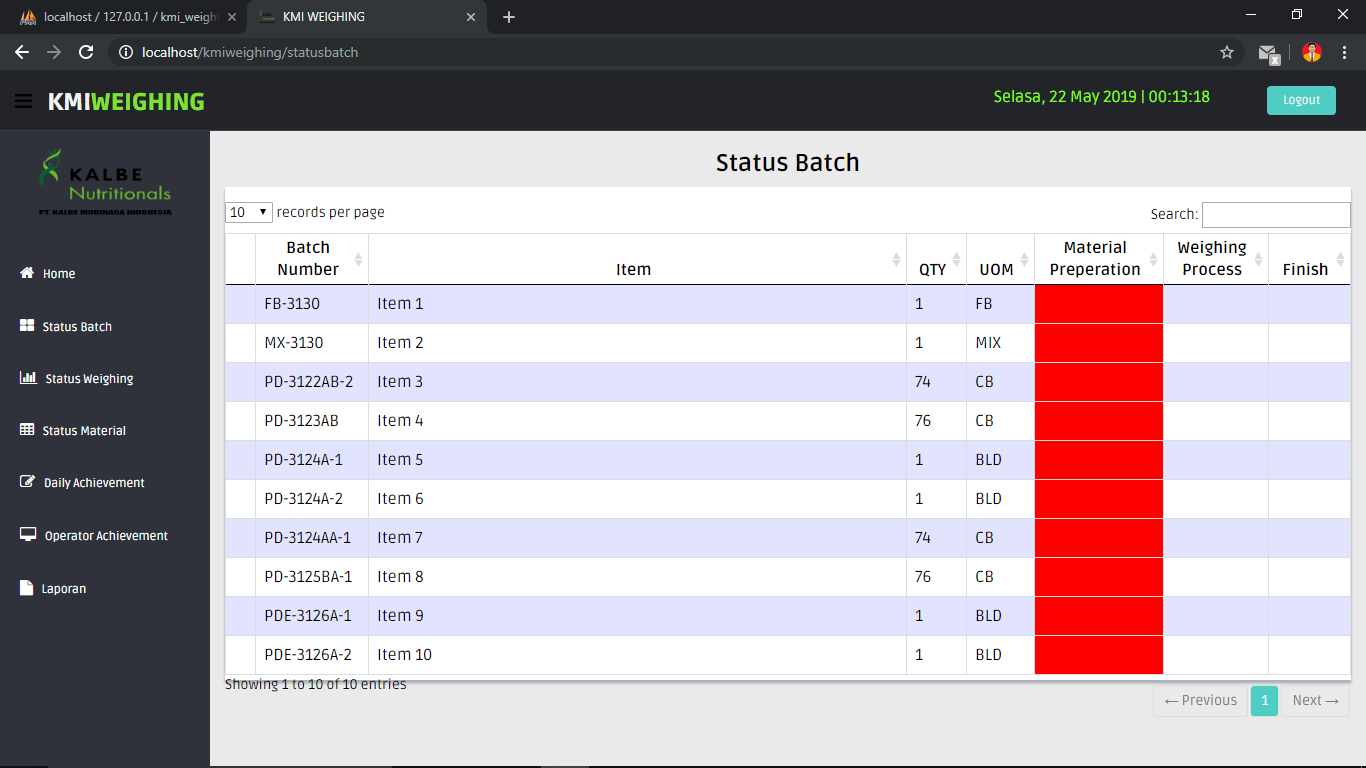 localhost / 127.0.0.1 / kmi_weigh
KMI WEIGHING
localhost/kmiweighing/statusbatch
KMIWEIGHING
Selasa, 22 May 2019 | 00:13:18
Logout
KALBE
Nutritionals
PT. KALBE MORINAGA INDONESIA
Home
Status Batch
Status Weighing
Status Material
Daily Achievement
Operator Achievement
Laporan
Status Batch
10 records per page
Search:
Batch Number Item QTY UOM Material Preperation Weighing Process Finish
FB-3130 Item 1 1 FB
MX-3130 Item 2 1 MIX
PD-3122AB-2 Item 3 74 CB
PD-3123AB Item 4 76 CB
PD-3124A-1 Item 5 1 BLD
PD-3124A-2 Item 6 1 BLD
PD-3124AA-1 Item 7 74 CB
PD-3125BA-1 Item 8 76 CB
PDE-3126A-1 Item 9 1 BLD
PDE-3126A-2 Item 10 1 BLD
Showing 1 to 10 of 10 entries
← Previous 1 Next →